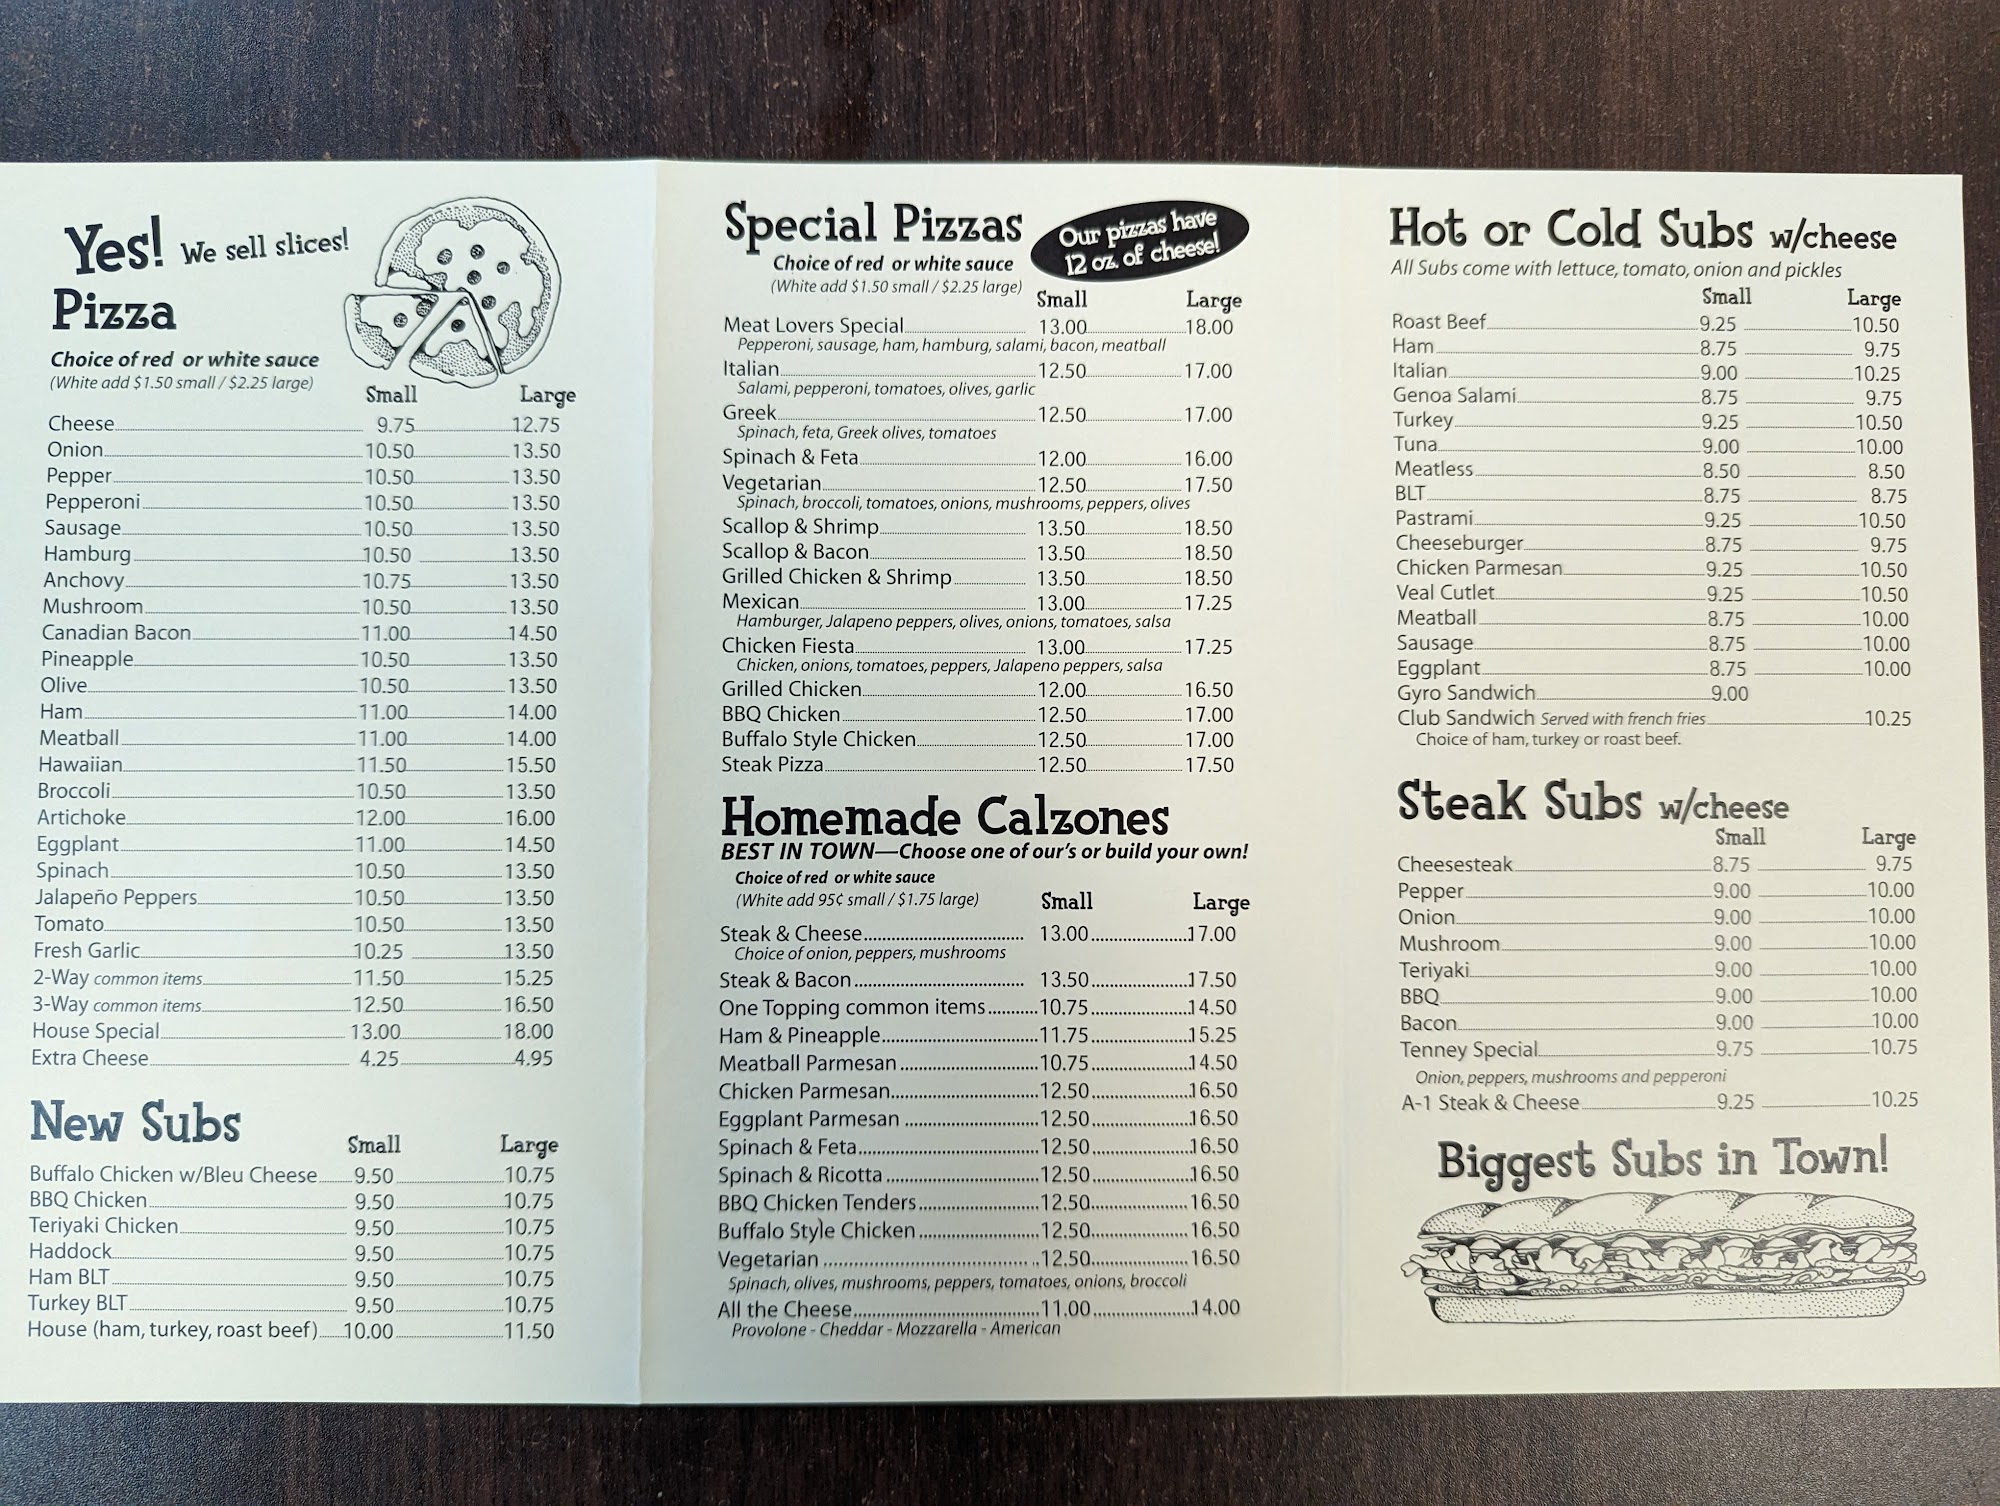 Yes! We sell slices!
Pizza
Choice of red or white sauce
(White add $1.50 small / $2.25 large)
Small Large
Cheese 9.75 12.75
Onion 10.50 13.50
Pepper 10.50 13.50
Pepperoni 10.50 13.50
Sausage 10.50 13.50
Hamburg 10.50 13.50
Anchovy 10.75 13.50
Mushroom 10.50 13.50
Canadian Bacon 11.00 14.50
Pineapple 10.50 13.50
Olive 10.50 13.50
Ham 11.00 14.00
Meatball 11.00 14.00
Hawaiian 11.50 15.50
Broccoli 10.50 13.50
Artichoke 12.00 16.00
Eggplant 11.00 14.50
Spinach 10.50 13.50
Jalapeño Peppers 10.50 13.50
Tomato 10.50 13.50
Fresh Garlic 10.25 13.50
2-Way common items 11.50 15.25
3-Way common items 12.50 16.50
House Special 13.00 18.00
Extra Cheese 4.25 4.95
New Subs
Small Large
Buffalo Chicken w/Bleu Cheese 9.50 10.75
BBQ Chicken 9.50 10.75
Teriyaki Chicken 9.50 10.75
Haddock 9.50 10.75
Ham BLT 9.50 10.75
Turkey BLT 9.50 10.75
House (ham, turkey, roast beef) 10.00 11.50
Special Pizzas
Our pizzas have
12 oz. of cheese!
Choice of red or white sauce
(White add $1.50 small / $2.25 large)
Small Large
Meat Lovers Special 13.00 18.00
Pepperoni, sausage, ham, hamburg, salami, bacon, meatball
Italian 12.50 17.00
Salami, pepperoni, tomatoes, olives, garlic
Greek 12.50 17.00
Spinach, feta, Greek olives, tomatoes
Spinach & Feta 12.00 16.00
Vegetarian 12.50 17.50
Spinach, broccoli, tomatoes, onions, mushrooms, peppers, olives
Scallop & Shrimp 13.50 18.50
Scallop & Bacon 13.50 18.50
Grilled Chicken & Shrimp 13.50 18.50
Mexican 13.00 17.25
Hamburger, Jalapeno peppers, olives, onions, tomatoes, salsa
Chicken Fiesta 13.00 17.25
Chicken, onions, tomatoes, peppers, Jalapeno peppers, salsa
Grilled Chicken 12.00 16.50
BBQ Chicken 12.50 17.00
Buffalo Style Chicken 12.50 17.00
Steak Pizza 12.50 17.50
Homemade Calzones
BEST IN TOWN—Choose one of our's or build your own!
Choice of red or white sauce
(White add 95¢ small / $1.75 large)
Small Large
Steak & Cheese 13.00 17.00
Choice of onion, peppers, mushrooms
Steak & Bacon 13.50 17.50
One Topping common items 10.75 14.50
Ham & Pineapple 11.75 15.25
Meatball Parmesan 10.75 14.50
Chicken Parmesan 12.50 16.50
Eggplant Parmesan 12.50 16.50
Spinach & Feta 12.50 16.50
Spinach & Ricotta 12.50 16.50
BBQ Chicken Tenders 12.50 16.50
Buffalo Style Chicken 12.50 16.50
Vegetarian 12.50 16.50
Spinach, olives, mushrooms, peppers, tomatoes, onions, broccoli
All the Cheese 11.00 14.00
Provolone - Cheddar - Mozzarella - American
Hot or Cold Subs w/cheese
All Subs come with lettuce, tomato, onion and pickles
Small Large
Roast Beef 9.25 10.50
Ham 8.75 9.75
Italian 9.00 10.25
Genoa Salami 8.75 9.75
Turkey 9.25 10.50
Tuna 9.00 10.00
Meatless 8.50 8.50
BLT 8.75 8.75
Pastrami 9.25 10.50
Cheeseburger 8.75 9.75
Chicken Parmesan 9.25 10.50
Veal Cutlet 9.25 10.50
Meatball 8.75 10.00
Sausage 8.75 10.00
Eggplant 8.75 10.00
Gyro Sandwich 9.00
Club Sandwich Served with french fries 10.25
Choice of ham, turkey or roast beef.
Steak Subs w/cheese
Small Large
Cheesesteak 8.75 9.75
Pepper 9.00 10.00
Onion 9.00 10.00
Mushroom 9.00 10.00
Teriyaki 9.00 10.00
BBQ 9.00 10.00
Bacon 9.00 10.00
Tenney Special 9.75 10.75
Onion, peppers, mushrooms and pepperoni
A-1 Steak & Cheese 9.25 10.25
Biggest Subs in Town!